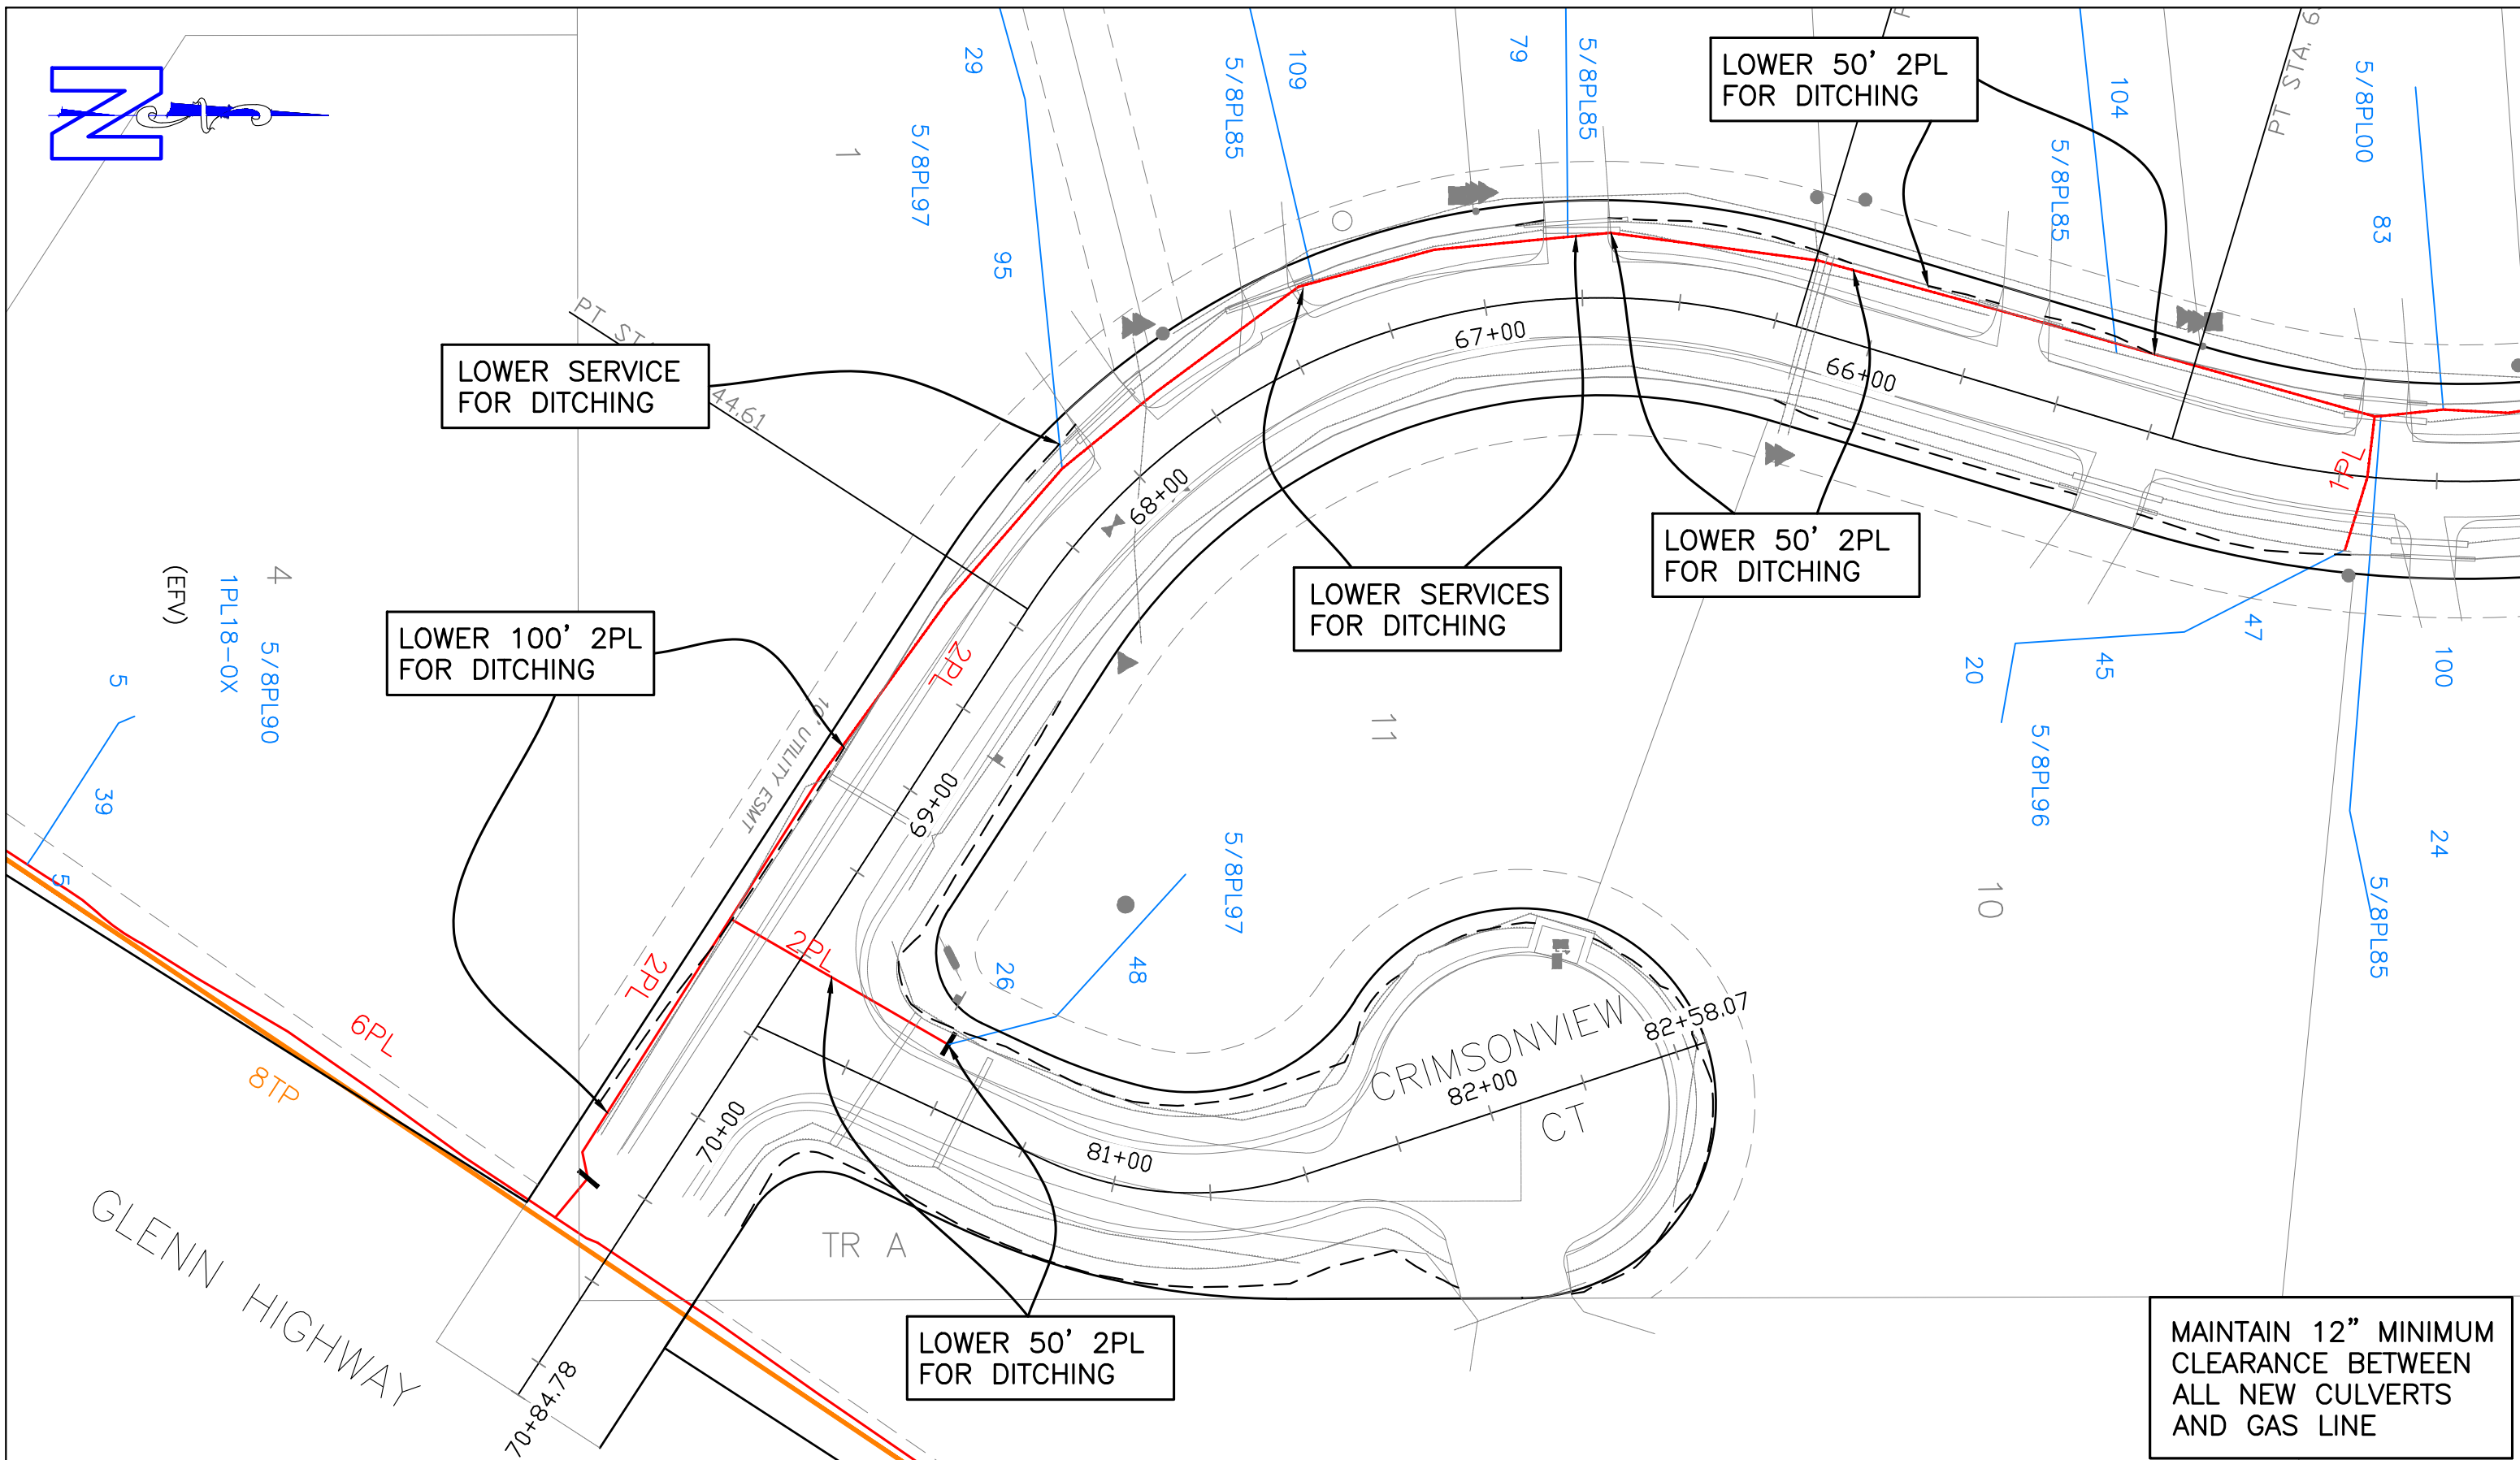 N
29
5/8PL97
95
1
5/8PL85
109
79
5/8PL85
LOWER 50' 2PL
FOR DITCHING
104
5/8PL85
PT STA. 6
5/8PL00
83
PT ST
44.61
LOWER SERVICE
FOR DITCHING
67+00
66+00
68+00
1PL
LOWER 50' 2PL
FOR DITCHING
LOWER SERVICES
FOR DITCHING
4
5/8PL90
1PL18-0X
(EFV)
5
39
5
LOWER 100' 2PL
FOR DITCHING
2PL
10' UTILITY ESMT
69+00
11
47
45
20
5/8PL96
100
24
5/8PL85
10
5/8PL97
48
26
2PL
2PL
6PL
8TP
CRIMSONVIEW
CT
82+58.07
82+00
81+00
70+00
TR A
GLENN HIGHWAY
70+84.78
LOWER 50' 2PL
FOR DITCHING
MAINTAIN 12" MINIMUM
CLEARANCE BETWEEN
ALL NEW CULVERTS
AND GAS LINE